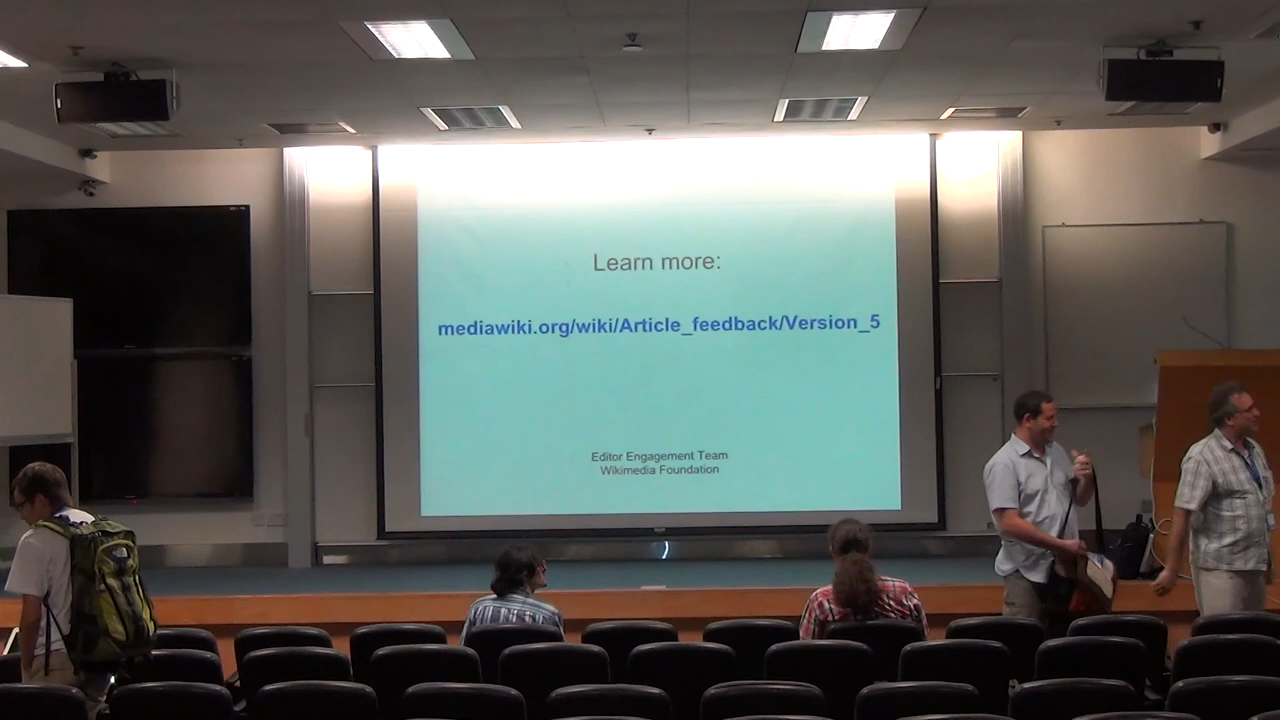 Learn more:
mediawiki.org/wiki/Article_feedback/Version_5
Editor Engagement Team
Wikimedia Foundation